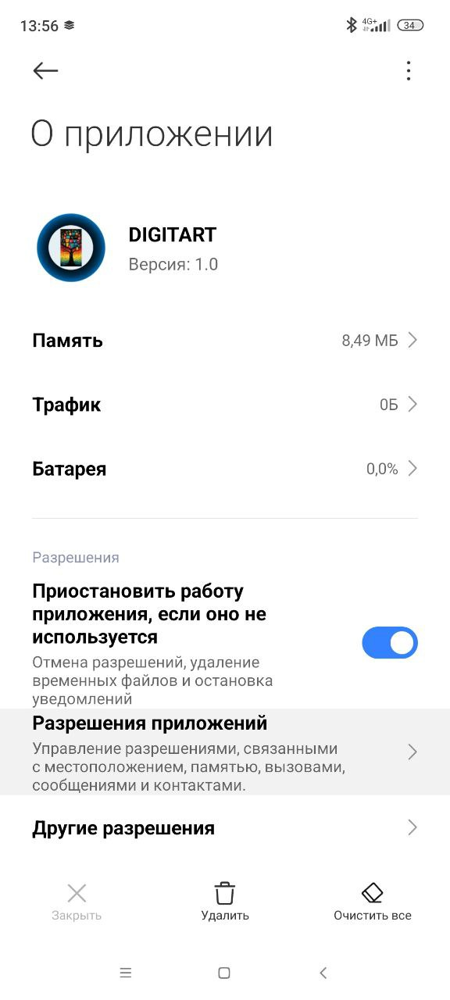 13:56 4G+ 34
О приложении
DIGITART
Версия: 1.0
Память 8,49 МБ
Трафик 0Б
Батарея 0,0%
Разрешения
Приостановить работу
приложения, если оно не
используется
Отмена разрешений, удаление
временных файлов и остановка
уведомлений
Разрешения приложений
Управление разрешениями, связанными
с местоположением, памятью, вызовами,
сообщениями и контактами.
Другие разрешения
Закрыть Удалить Очистить все